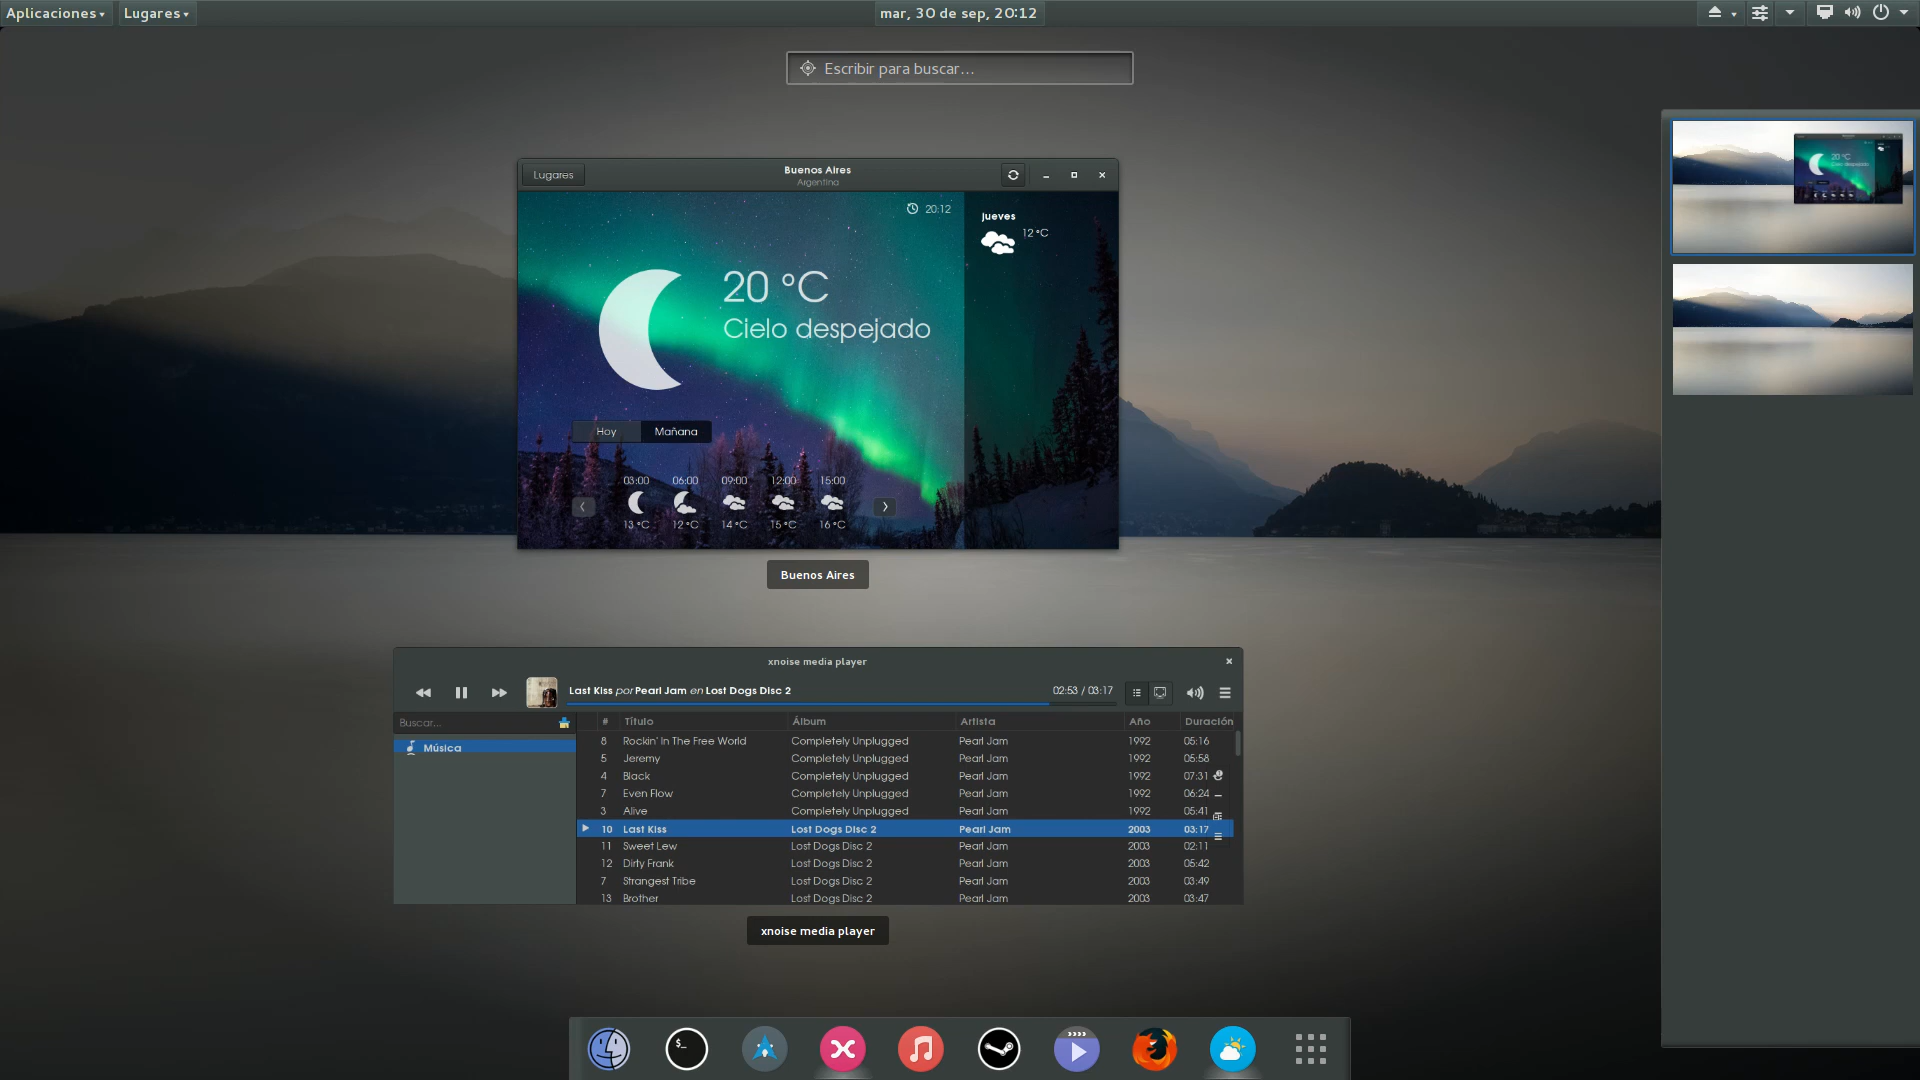 Aplicaciones
Lugares
mar, 30 de sep, 20:12
Escribir para buscar…
Lugares
Buenos Aires
Argentina
20:12
20 °C
Cielo despejado
jueves
12 °C
Hoy Mañana
03:00 06:00 09:00 12:00 15:00
13 °C 12 °C 14 °C 15 °C 16 °C
Buenos Aires
xnoise media player
Last Kiss por Pearl Jam en Lost Dogs Disc 2
02:53 / 03:17
Buscar...
Música
# Título Álbum Artista Año Duración
8 Rockin' In The Free World Completely Unplugged Pearl Jam 1992 05:16
5 Jeremy Completely Unplugged Pearl Jam 1992 05:58
4 Black Completely Unplugged Pearl Jam 1992 07:31
7 Even Flow Completely Unplugged Pearl Jam 1992 06:24
3 Alive Completely Unplugged Pearl Jam 1992 05:41
10 Last Kiss Lost Dogs Disc 2 Pearl Jam 2003 03:17
11 Sweet Lew Lost Dogs Disc 2 Pearl Jam 2003 02:11
12 Dirty Frank Lost Dogs Disc 2 Pearl Jam 2003 05:42
7 Strangest Tribe Lost Dogs Disc 2 Pearl Jam 2003 03:49
13 Brother Lost Dogs Disc 2 Pearl Jam 2003 03:47
xnoise media player
$_